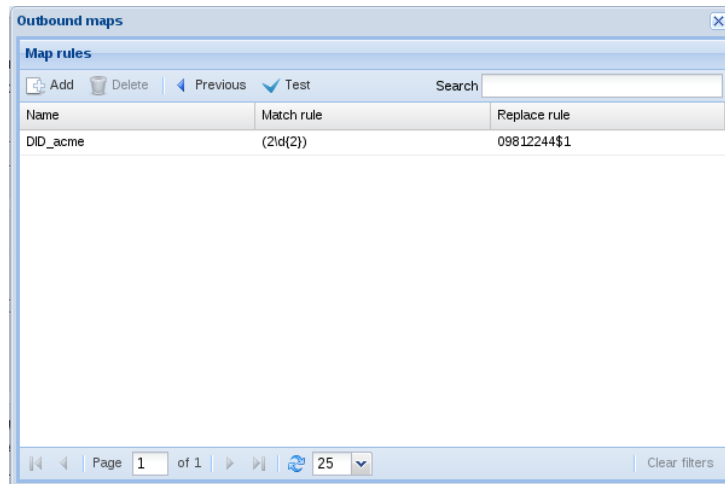 Outbound maps
Map rules
Add Delete Previous Test Search
Name Match rule Replace rule
DID_acme (2\d{2}) 09812244$1
Page 1 of 1 25 Clear filters